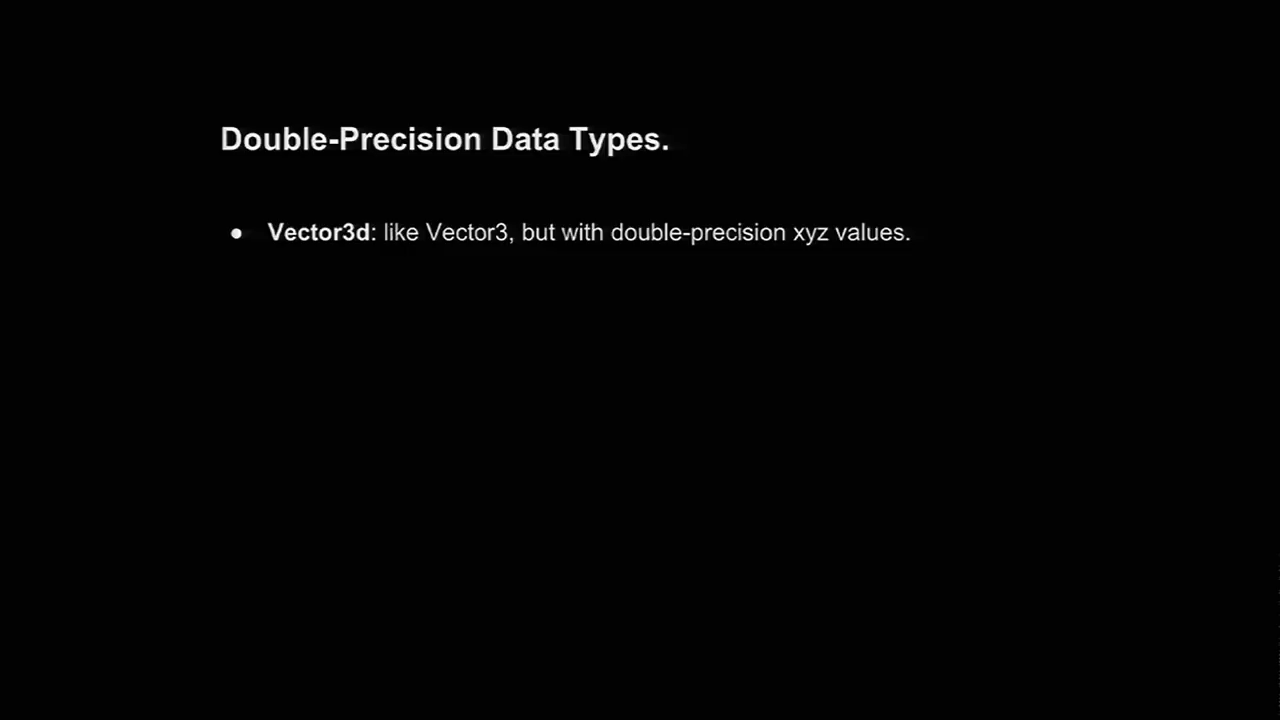 Double-Precision Data Types.
● Vector3d: like Vector3, but with double-precision xyz values.